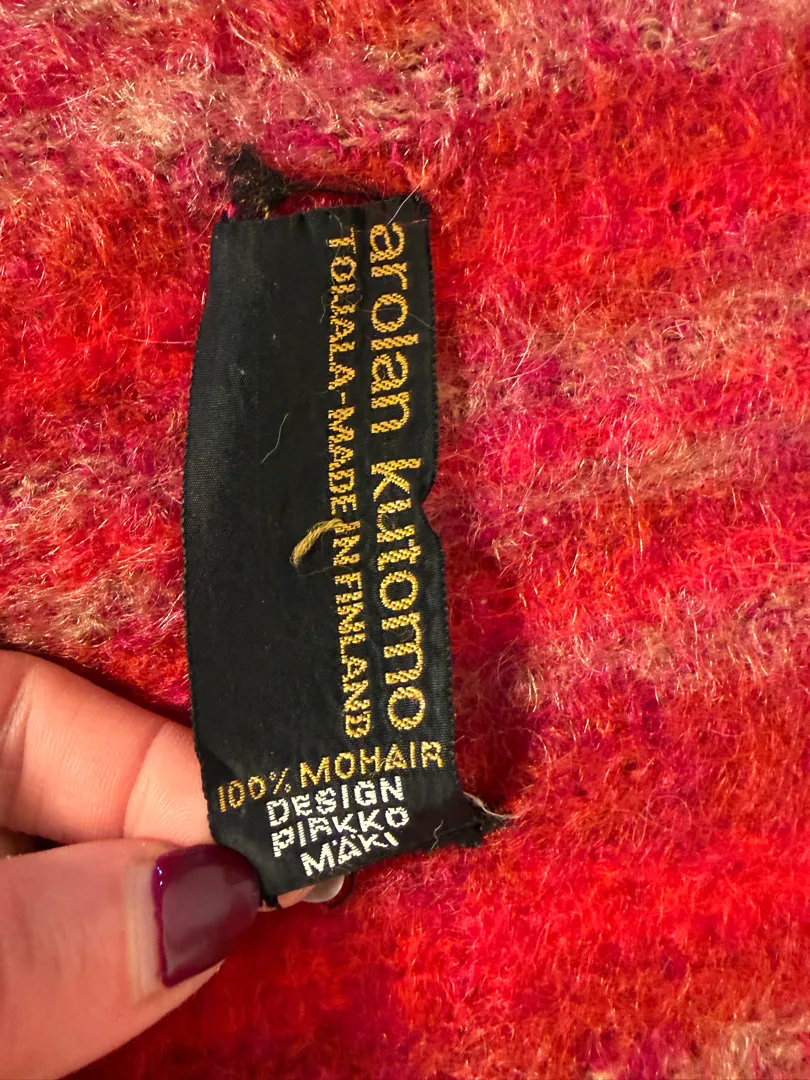 arolan kutomo
TOIJALA-MADE IN FINLAND
100% MOHAIR
DESIGN
PIRKKO
MÄKI